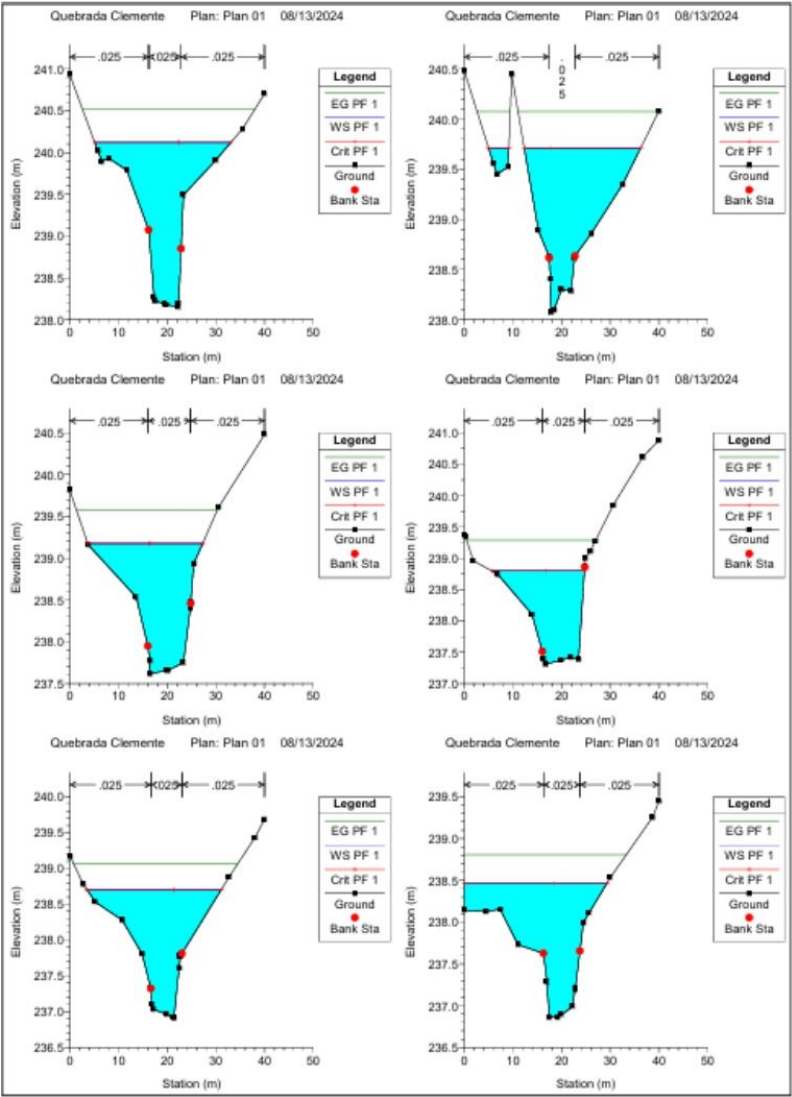 Quebrada Clemente Plan: Plan 01 08/13/2024
.025 .025 .025
Legend
EG PF 1
WS PF 1
Crit PF 1
Ground
Bank Sta
Elevation (m)
241.0
240.5
240.0
239.5
239.0
238.5
238.0
0 10 20 30 40 50
Station (m)
Quebrada Clemente Plan: Plan 01 08/13/2024
.025 .025 .025
Legend
EG PF 1
WS PF 1
Crit PF 1
Ground
Bank Sta
Elevation (m)
240.5
240.0
239.5
239.0
238.5
238.0
0 10 20 30 40 50
Station (m)
Quebrada Clemente Plan: Plan 01 08/13/2024
.025 .025 .025
Legend
EG PF 1
WS PF 1
Crit PF 1
Ground
Bank Sta
Elevation (m)
240.5
240.0
239.5
239.0
238.5
238.0
237.5
0 10 20 30 40 50
Station (m)
Quebrada Clemente Plan: Plan 01 08/13/2024
.025 .025 .025
Legend
EG PF 1
WS PF 1
Crit PF 1
Ground
Bank Sta
Elevation (m)
241.0
240.5
240.0
239.5
239.0
238.5
238.0
237.5
237.0
0 10 20 30 40 50
Station (m)
Quebrada Clemente Plan: Plan 01 08/13/2024
.025 .025 .025
Legend
EG PF 1
WS PF 1
Crit PF 1
Ground
Bank Sta
Elevation (m)
240.0
239.5
239.0
238.5
238.0
237.5
237.0
236.5
0 10 20 30 40 50
Station (m)
Quebrada Clemente Plan: Plan 01 08/13/2024
.025 .025 .025
Legend
EG PF 1
WS PF 1
Crit PF 1
Ground
Bank Sta
Elevation (m)
239.5
239.0
238.5
238.0
237.5
237.0
236.5
0 10 20 30 40 50
Station (m)